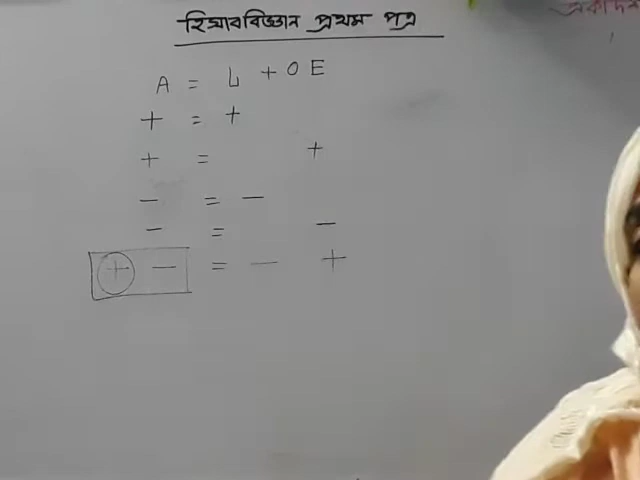 হিসাববিজ্ঞান প্রথম পত্র
A = L + OE
+ = +
+ = +
- = -
- = -
+ - = - +